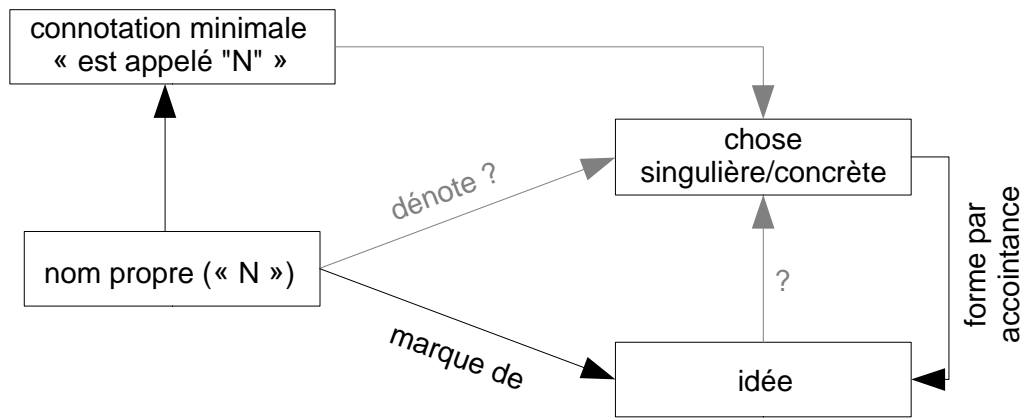 connotation minimale
« est appelé "N" »
chose
singulière/concrète
dénote ?
nom propre (« N »)
?
forme par
accointance
marque de
idée